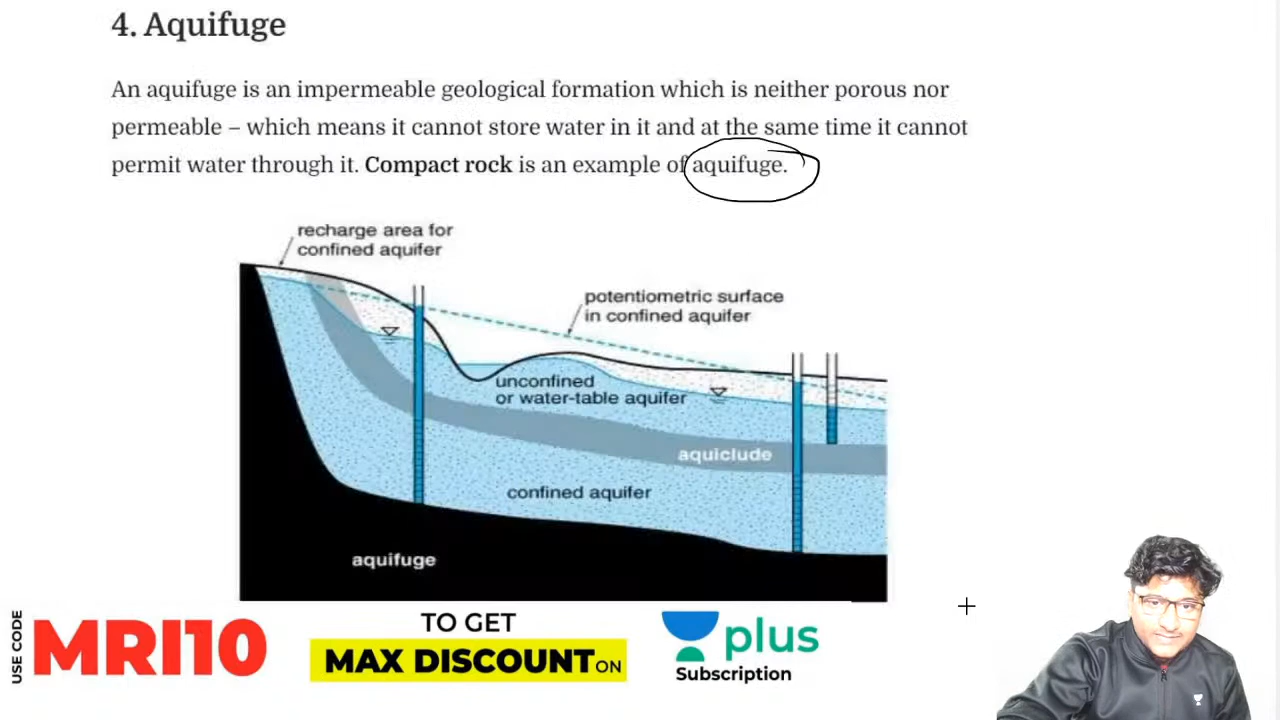 4. Aquifuge
An aquifuge is an impermeable geological formation which is neither porous nor
permeable – which means it cannot store water in it and at the same time it cannot
permit water through it. Compact rock is an example of aquifuge.
recharge area for
confined aquifer
potentiometric surface
in confined aquifer
unconfined
or water-table aquifer
aquiclude
confined aquifer
aquifuge
USE CODE
MRI10
TO GET
MAX DISCOUNT ON
plus
Subscription